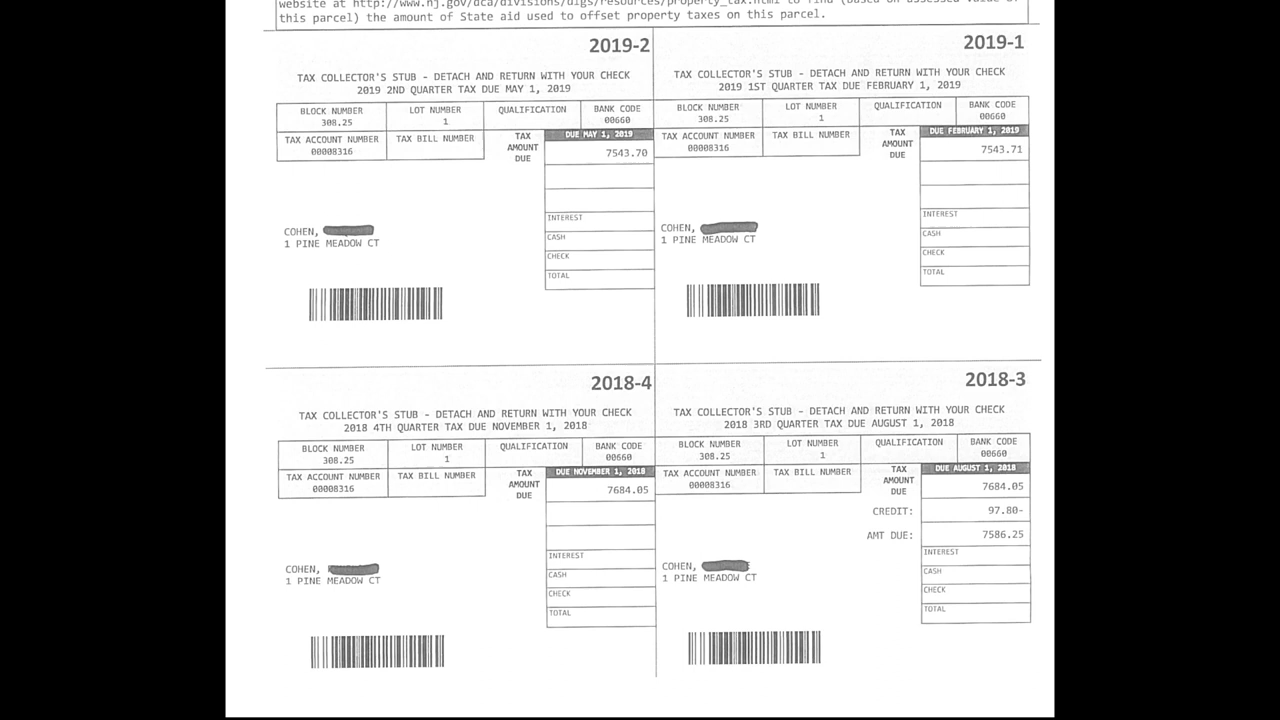 website at http://www.nj.gov/dca/divisions/dlgs/resources/property_tax.html to find (based on assessed value of
this parcel) the amount of State aid used to offset property taxes on this parcel.
2019-2
TAX COLLECTOR'S STUB - DETACH AND RETURN WITH YOUR CHECK
2019 2ND QUARTER TAX DUE MAY 1, 2019
BLOCK NUMBER LOT NUMBER QUALIFICATION BANK CODE
308.25 1 00660
TAX ACCOUNT NUMBER TAX BILL NUMBER TAX AMOUNT DUE DUE MAY 1, 2019
00008316 7543.70
INTEREST
COHEN,
CASH
1 PINE MEADOW CT
CHECK
TOTAL
2019-1
TAX COLLECTOR'S STUB - DETACH AND RETURN WITH YOUR CHECK
2019 1ST QUARTER TAX DUE FEBRUARY 1, 2019
BLOCK NUMBER LOT NUMBER QUALIFICATION BANK CODE
308.25 1 00660
TAX ACCOUNT NUMBER TAX BILL NUMBER TAX AMOUNT DUE DUE FEBRUARY 1, 2019
00008316 7543.71
INTEREST
COHEN,
CASH
1 PINE MEADOW CT
CHECK
TOTAL
2018-4
TAX COLLECTOR'S STUB - DETACH AND RETURN WITH YOUR CHECK
2018 4TH QUARTER TAX DUE NOVEMBER 1, 2018
BLOCK NUMBER LOT NUMBER QUALIFICATION BANK CODE
308.25 1 00660
TAX ACCOUNT NUMBER TAX BILL NUMBER TAX AMOUNT DUE DUE NOVEMBER 1, 2018
00008316 7684.05
INTEREST
COHEN,
CASH
1 PINE MEADOW CT
CHECK
TOTAL
2018-3
TAX COLLECTOR'S STUB - DETACH AND RETURN WITH YOUR CHECK
2018 3RD QUARTER TAX DUE AUGUST 1, 2018
BLOCK NUMBER LOT NUMBER QUALIFICATION BANK CODE
308.25 1 00660
TAX ACCOUNT NUMBER TAX BILL NUMBER TAX AMOUNT DUE DUE AUGUST 1, 2018
00008316 7684.05
CREDIT: 97.80-
AMT DUE: 7586.25
INTEREST
COHEN,
CASH
1 PINE MEADOW CT
CHECK
TOTAL